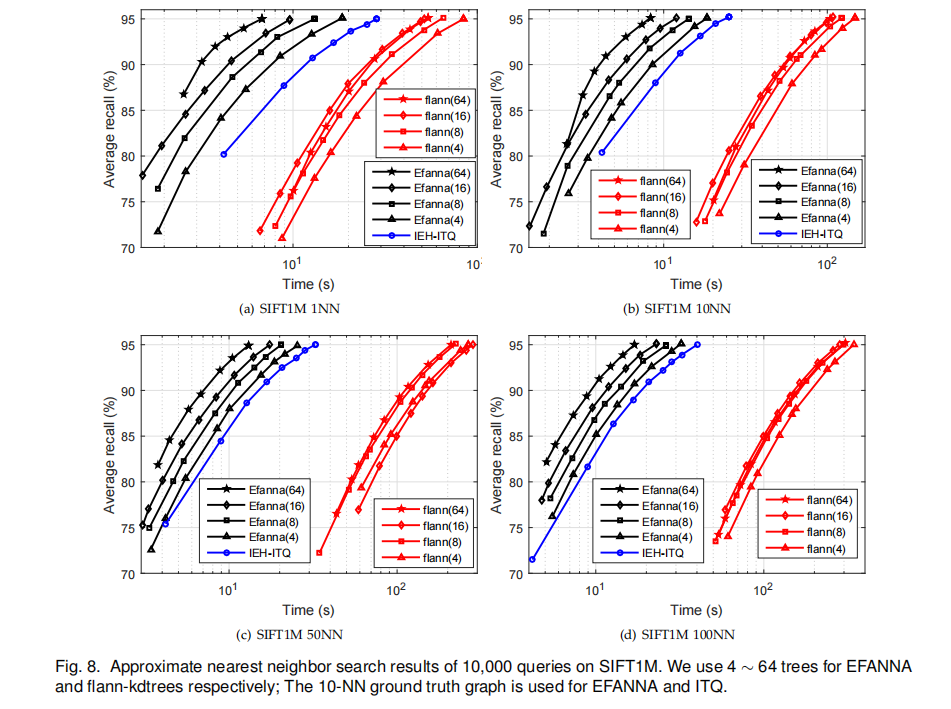 95
90
85
80
75
70
Average recall (%)
flann(64)
flann(16)
flann(8)
flann(4)
Efanna(64)
Efanna(16)
Efanna(8)
Efanna(4)
IEH-ITQ
10¹
Time (s)
(a) SIFT1M 1NN
95
90
85
80
75
70
Average recall (%)
flann(64)
flann(16)
flann(8)
flann(4)
Efanna(64)
Efanna(16)
Efanna(8)
Efanna(4)
IEH-ITQ
10¹
10²
Time (s)
(b) SIFT1M 10NN
95
90
85
80
75
70
Average recall (%)
Efanna(64)
Efanna(16)
Efanna(8)
Efanna(4)
IEH-ITQ
flann(64)
flann(16)
flann(8)
flann(4)
10¹
10²
Time (s)
(c) SIFT1M 50NN
95
90
85
80
75
70
Average recall (%)
Efanna(64)
Efanna(16)
Efanna(8)
Efanna(4)
IEH-ITQ
flann(64)
flann(16)
flann(8)
flann(4)
10¹
10²
Time (s)
(d) SIFT1M 100NN
Fig. 8. Approximate nearest neighbor search results of 10,000 queries on SIFT1M. We use 4 ∼ 64 trees for EFANNA
and flann-kdtrees respectively; The 10-NN ground truth graph is used for EFANNA and ITQ.